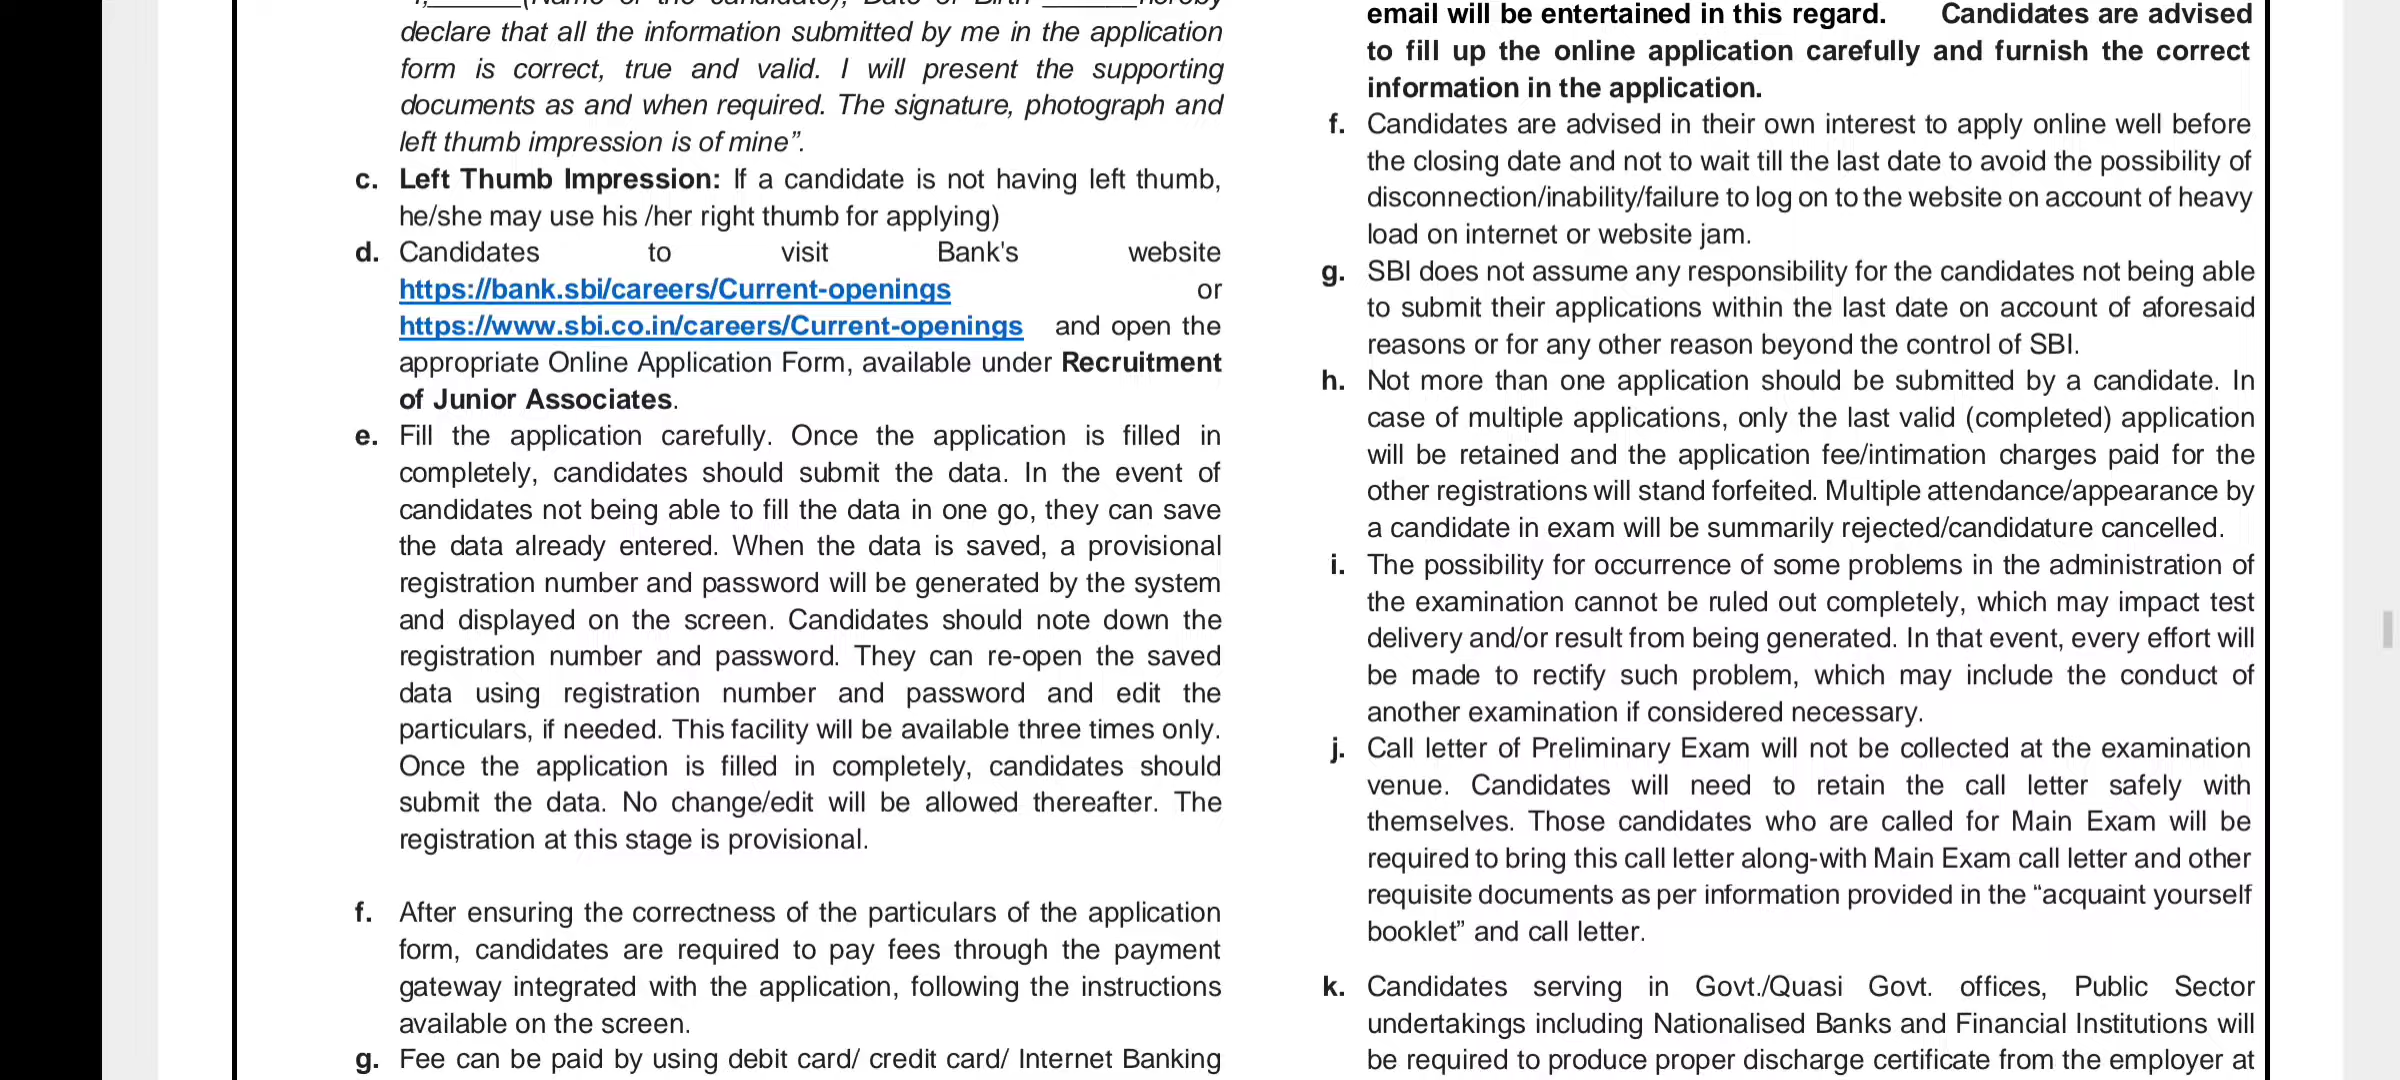 (Name of the candidate), Date of Birth _______hereby
declare that all the information submitted by me in the application
form is correct, true and valid. I will present the supporting
documents as and when required. The signature, photograph and
left thumb impression is of mine”.
c. Left Thumb Impression: If a candidate is not having left thumb,
he/she may use his /her right thumb for applying)
d. Candidates to visit Bank's website
https://bank.sbi/careers/Current-openings or
https://www.sbi.co.in/careers/Current-openings and open the
appropriate Online Application Form, available under Recruitment
of Junior Associates.
e. Fill the application carefully. Once the application is filled in
completely, candidates should submit the data. In the event of
candidates not being able to fill the data in one go, they can save
the data already entered. When the data is saved, a provisional
registration number and password will be generated by the system
and displayed on the screen. Candidates should note down the
registration number and password. They can re-open the saved
data using registration number and password and edit the
particulars, if needed. This facility will be available three times only.
Once the application is filled in completely, candidates should
submit the data. No change/edit will be allowed thereafter. The
registration at this stage is provisional.
f. After ensuring the correctness of the particulars of the application
form, candidates are required to pay fees through the payment
gateway integrated with the application, following the instructions
available on the screen.
g. Fee can be paid by using debit card/ credit card/ Internet Banking
email will be entertained in this regard. Candidates are advised
to fill up the online application carefully and furnish the correct
information in the application.
f. Candidates are advised in their own interest to apply online well before
the closing date and not to wait till the last date to avoid the possibility of
disconnection/inability/failure to log on to the website on account of heavy
load on internet or website jam.
g. SBI does not assume any responsibility for the candidates not being able
to submit their applications within the last date on account of aforesaid
reasons or for any other reason beyond the control of SBI.
h. Not more than one application should be submitted by a candidate. In
case of multiple applications, only the last valid (completed) application
will be retained and the application fee/intimation charges paid for the
other registrations will stand forfeited. Multiple attendance/appearance by
a candidate in exam will be summarily rejected/candidature cancelled.
i. The possibility for occurrence of some problems in the administration of
the examination cannot be ruled out completely, which may impact test
delivery and/or result from being generated. In that event, every effort will
be made to rectify such problem, which may include the conduct of
another examination if considered necessary.
j. Call letter of Preliminary Exam will not be collected at the examination
venue. Candidates will need to retain the call letter safely with
themselves. Those candidates who are called for Main Exam will be
required to bring this call letter along-with Main Exam call letter and other
requisite documents as per information provided in the “acquaint yourself
booklet” and call letter.
k. Candidates serving in Govt./Quasi Govt. offices, Public Sector
undertakings including Nationalised Banks and Financial Institutions will
be required to produce proper discharge certificate from the employer at